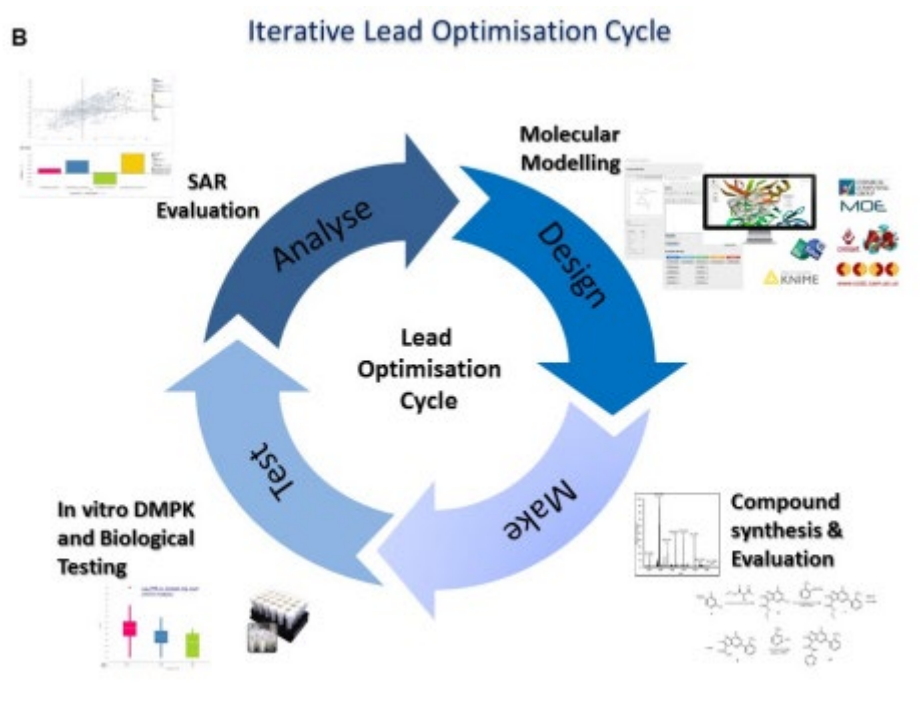 B
Iterative Lead Optimisation Cycle
SAR
Evaluation
Analyse
Molecular
Modelling
Design
MOE
KNIME
Lead
Optimisation
Cycle
Test
Make
In vitro DMPK
and Biological
Testing
Compound
synthesis &
Evaluation